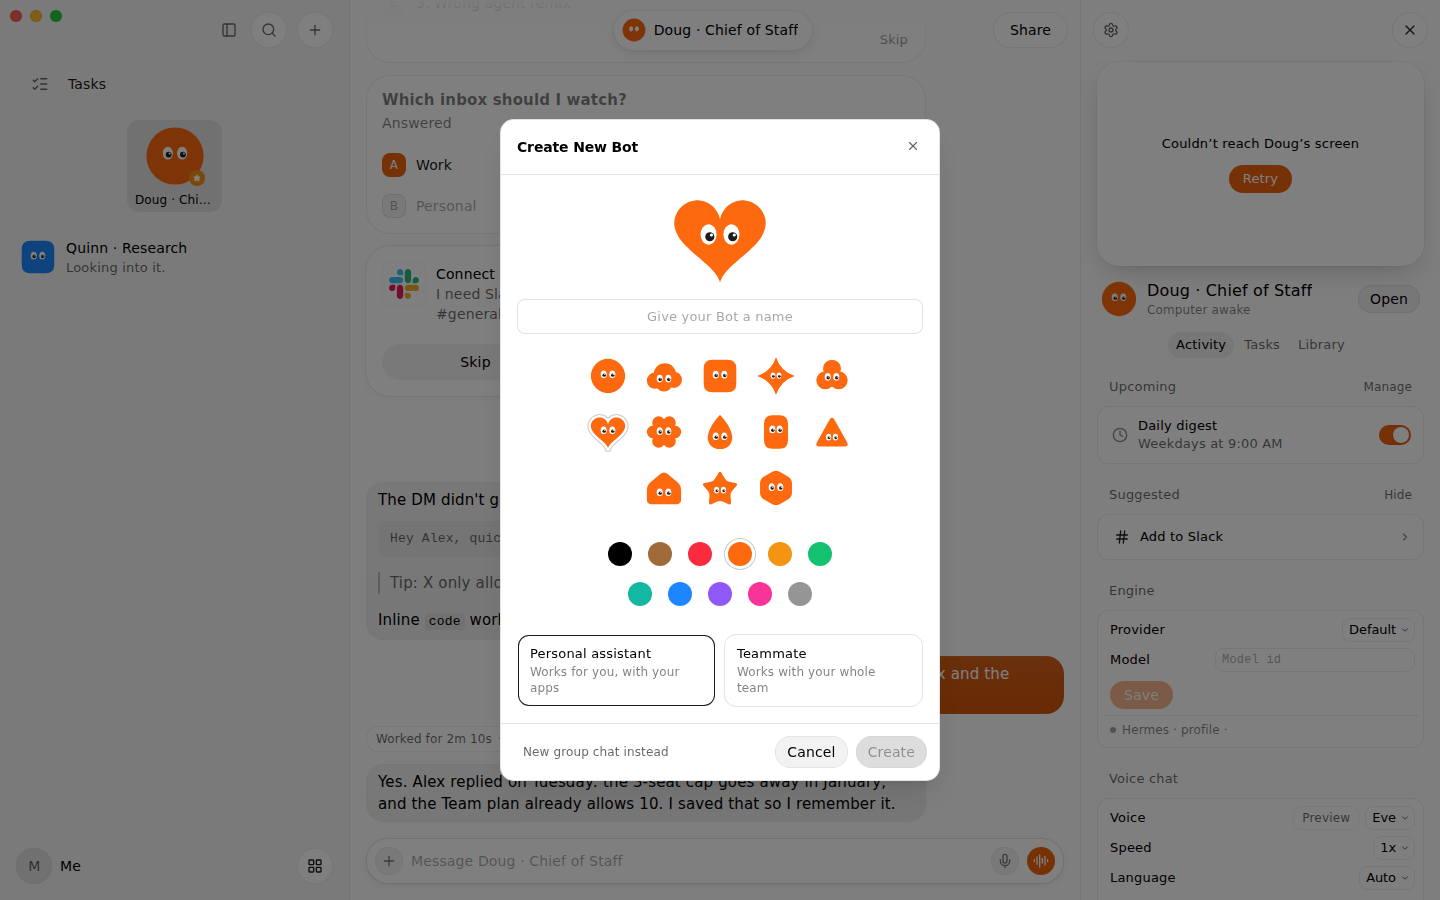 Tasks
Doug · Chi...
Quinn · Research
Looking into it.
M
Me
Doug · Chief of Staff
Share
Skip
Which inbox should I watch?
Answered
A
Work
B
Personal
Connect
I need Sl
#general
Skip
The DM didn't g
Hey Alex, quic
Tip: X only allo
Inline code work
x and the
Worked for 2m 10s
Yes. Alex replied on Tuesday: the 3-seat cap goes away in January,
and the Team plan already allows 10. I saved that so I remember it.
Message Doug · Chief of Staff
Create New Bot
Give your Bot a name
Personal assistant
Works for you, with your
apps
Teammate
Works with your whole
team
New group chat instead
Cancel
Create
Couldn't reach Doug's screen
Retry
Doug · Chief of Staff
Computer awake
Open
Activity
Tasks
Library
Upcoming
Manage
Daily digest
Weekdays at 9:00 AM
Suggested
Hide
Add to Slack
Engine
Provider
Default
Model
Model id
Save
Hermes · profile ·
Voice chat
Voice
Preview
Eve
Speed
1x
Language
Auto